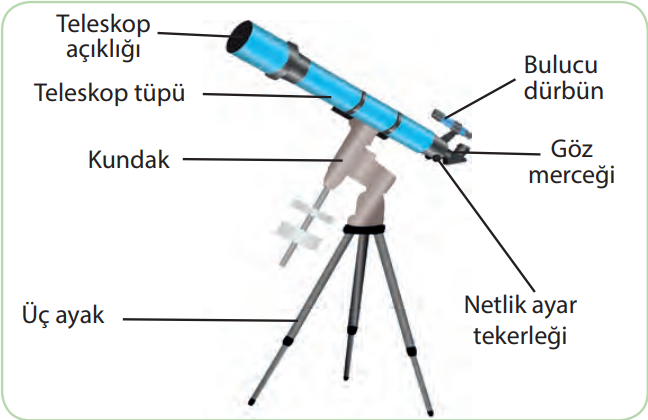 Teleskop
açıklığı
Teleskop tüpü
Kundak
Üç ayak
Bulucu
dürbün
Göz
merceği
Netlik ayar
tekerleği